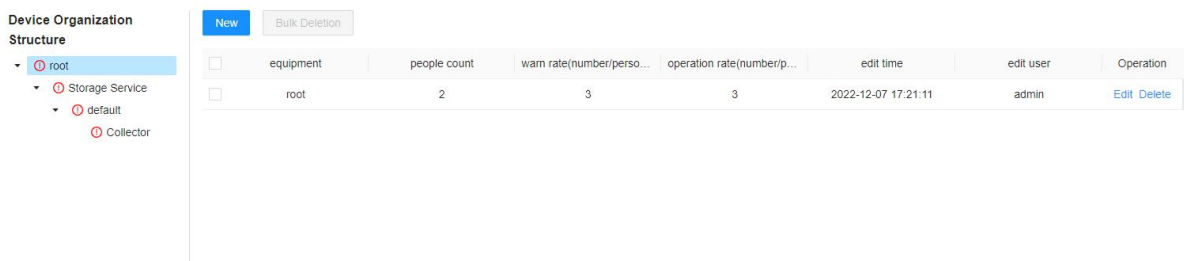 Device Organization
Structure
root
Storage Service
default
Collector
New Bulk Deletion
equipment people count warn rate(number/perso... operation rate(number/p... edit time edit user Operation
root 2 3 3 2022-12-07 17:21:11 admin Edit Delete